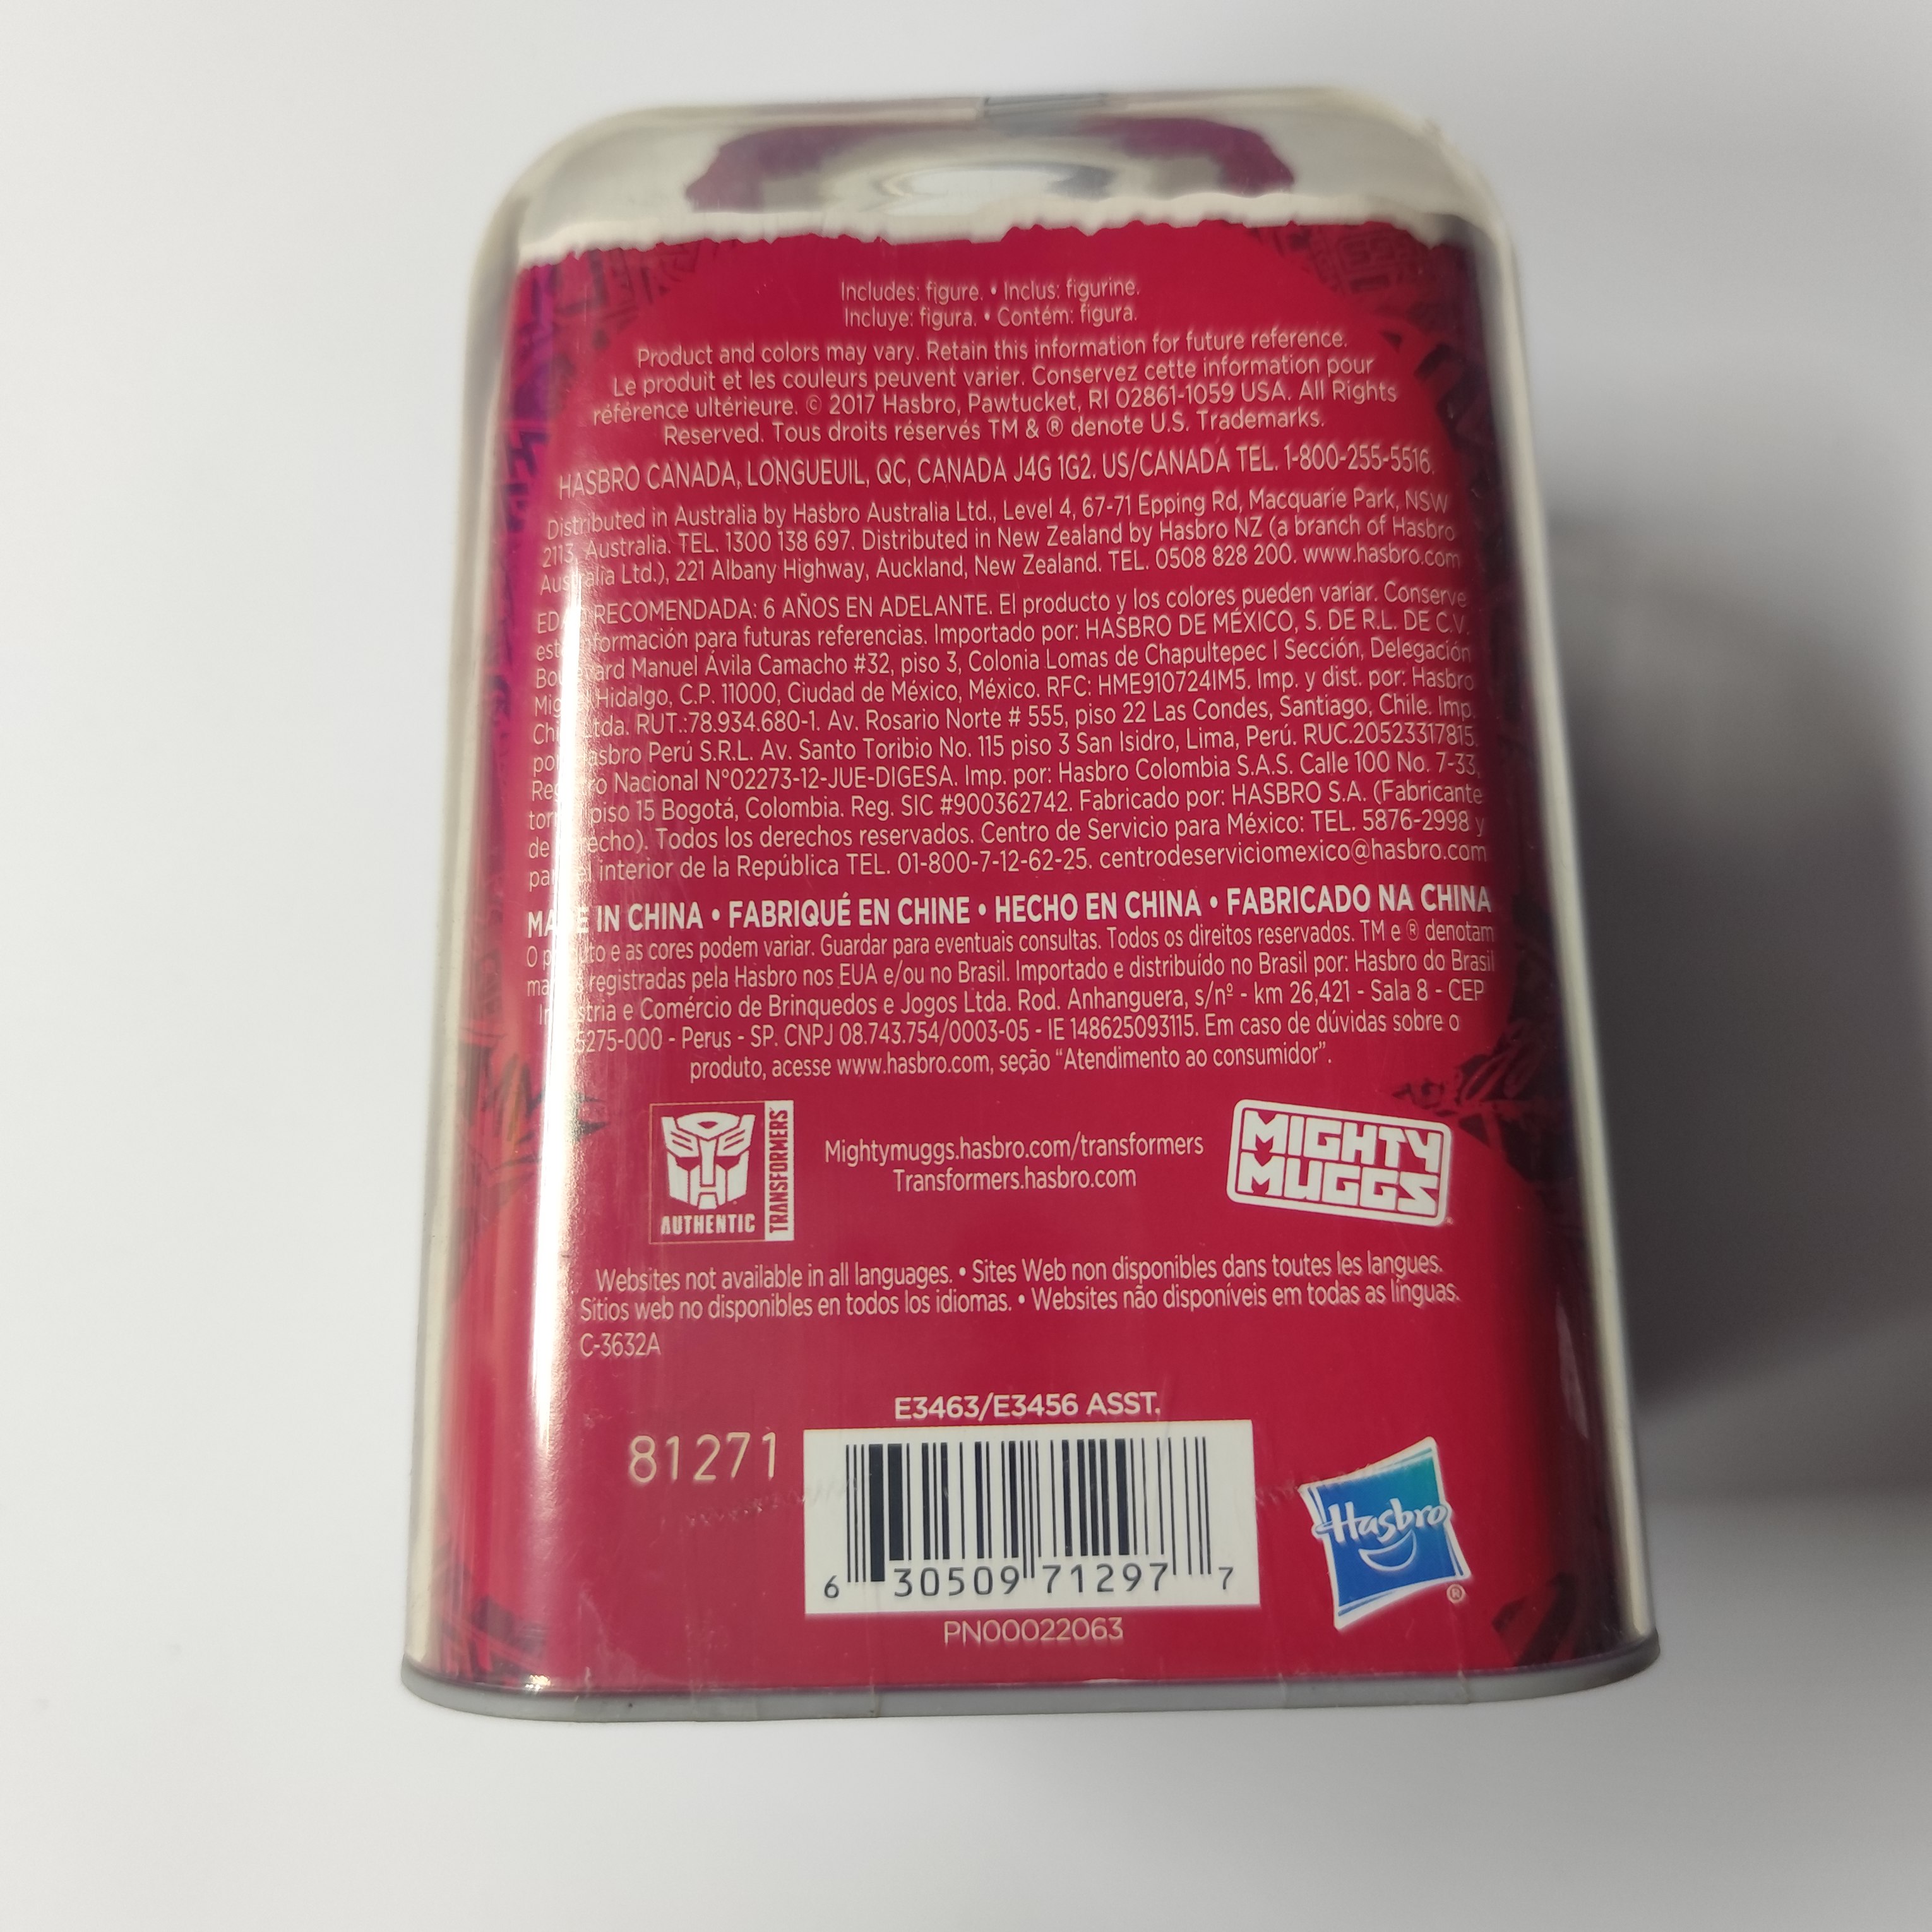 Includes: figure. • Inclus: figurine.
Incluye: figura. • Contém: figura.
Product and colors may vary. Retain this information for future reference.
Le produit et les couleurs peuvent varier. Conservez cette information pour
référence ultérieure. © 2017 Hasbro, Pawtucket, RI 02861-1059 USA. All Rights
Reserved. Tous droits réservés TM & ® denote U.S. Trademarks.
HASBRO CANADA, LONGUEUIL, QC, CANADA J4G 1G2. US/CANADA TEL. 1-800-255-5516.
Distributed in Australia by Hasbro Australia Ltd., Level 4, 67-71 Epping Rd, Macquarie Park, NSW
2113, Australia. TEL. 1300 138 697. Distributed in New Zealand by Hasbro NZ (a branch of Hasbro
Australia Ltd.), 221 Albany Highway, Auckland, New Zealand. TEL. 0508 828 200. www.hasbro.com
RECOMENDADA: 6 AÑOS EN ADELANTE. El producto y los colores pueden variar. Conserve
información para futuras referencias. Importado por: HASBRO DE MÉXICO, S. DE R.L. DE C.V.
Manuel Ávila Camacho #32, piso 3, Colonia Lomas de Chapultepec I Sección, Delegación
Hidalgo, C.P. 11000, Ciudad de México, México. RFC: HME910724IM5. Imp. y dist. por: Hasbro
Ltda. RUT.:78.934.680-1. Av. Rosario Norte # 555, piso 22 Las Condes, Santiago, Chile. Imp.
Hasbro Perú S.R.L. Av. Santo Toribio No. 115 piso 3 San Isidro, Lima, Perú. RUC.20523317815.
Nacional N°02273-12-JUE-DIGESA. Imp. por: Hasbro Colombia S.A.S. Calle 100 No. 7-33,
piso 15 Bogotá, Colombia. Reg. SIC #900362742. Fabricado por: HASBRO S.A. (Fabricante
de Todos los derechos reservados. Centro de Servicio para México: TEL. 5876-2998 y
interior de la República TEL. 01-800-7-12-62-25. centrodeserviciomexico@hasbro.com
MADE IN CHINA • FABRIQUÉ EN CHINE • HECHO EN CHINA • FABRICADO NA CHINA
O produto e as cores podem variar. Guardar para eventuais consultas. Todos os direitos reservados. TM e ® denotam
registradas pela Hasbro nos EUA e/ou no Brasil. Importado e distribuído no Brasil por: Hasbro do Brasil
e Comércio de Brinquedos e Jogos Ltda. Rod. Anhanguera, s/nº - km 26,421 - Sala 8 - CEP
5275-000 - Perus - SP. CNPJ 08.743.754/0003-05 - IE 148625093115. Em caso de dúvidas sobre o
produto, acesse www.hasbro.com, seção “Atendimento ao consumidor”.
AUTHENTIC
TRANSFORMERS
Mightymuggs.hasbro.com/transformers
Transformers.hasbro.com
MIGHTY
MUGGS
Websites not available in all languages. • Sites Web non disponibles dans toutes les langues.
Sitios web no disponibles en todos los idiomas. • Websites não disponíveis em todas as línguas.
C-3632A
E3463/E3456 ASST.
81271
6 30509 71297 7
PN00022063
Hasbro ®